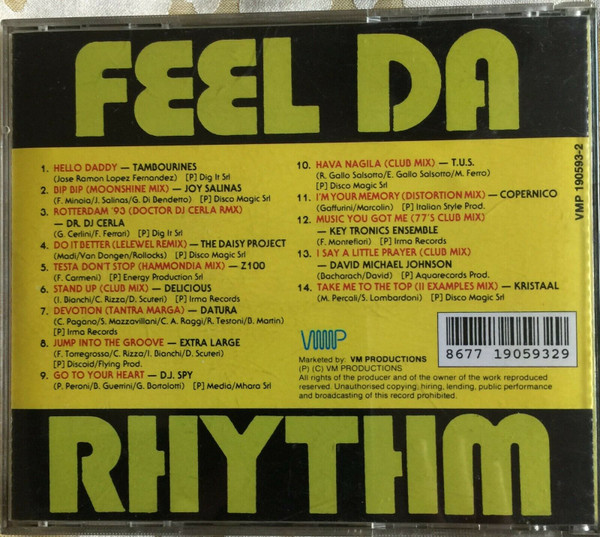 FEEL DA
1. HELLO DADDY — TAMBOURINES
(Jose Ramon Lopez Fernandez) [P] Dig It Srl
2. BIP BIP (MOONSHINE MIX) — JOY SALINAS
(F. Minoia/J. Salinas/G. Di Bendetto) [P] Disco Magic Srl
3. ROTTERDAM '93 (DOCTOR DJ CERLA RMX)
— DR. DJ CERLA
(G. Cerlini/F. Ferrari) [P] Dig It Srl
4. DO IT BETTER (LELEWEL REMIX) — THE DAISY PROJECT
(Madi/Van Dongen/Rollocks) [P] Disco Magic Srl
5. TESTA DON'T STOP (HAMMONDIA MIX) — Z100
(F. Carmeni) [P] Energy Production Srl
6. STAND UP (CLUB MIX) — DELICIOUS
(I. Bianchi/C. Rizza/D. Scuteri) [P] Irma Records
7. DEVOTION (TANTRA MARGA) — DATURA
(C. Pagano/S. Mazzavillani/C. A. Raggi/R. Tesroni/B. Martin)
[P] Irma Records
8. JUMP INTO THE GROOVE — EXTRA LARGE
(F. Torregrossa/C. Rizza/I. Bianchi/D. Scuteri)
[P] Discoid/Flying Prod.
9. GO TO YOUR HEART — D.J. SPY
(P. Peroni/B. Guerrini/G. Bortolotti) [P] Media/Mhara Srl
10. HAVA NAGILA (CLUB MIX) — T.U.S.
(R. Gallo Salsotto/E. Gallo Salsotto/M. Ferro)
[P] Disco Magic Srl
11. I'M YOUR MEMORY (DISTORTION MIX) — COPERNICO
(Gaffurini/Marcolin) [P] Italian Style Prod.
12. MUSIC YOU GOT ME (77'S CLUB MIX)
— KEY TRONICS ENSEMBLE
(F. Monrefiori) [P] Irma Records
13. I SAY A LITTLE PRAYER (CLUB MIX)
— DAVID MICHAEL JOHNSON
(Bacharach/David) [P] Aquarecords Prod.
14. TAKE ME TO THE TOP (II EXAMPLES MIX) — KRISTAAL
(M. Percali/S. Lombardoni) [P] Disco Magic Srl
VMP 190593-2
VMP
Marketed by: VM PRODUCTIONS
(P) (C) VM PRODUCTIONS
All rights of the producer and of the owner of the work reproduced
reserved. Unauthorised copying, hiring, lending, public performance
and broadcasting of this record prohibited.
8677 19059329
RHYTHM